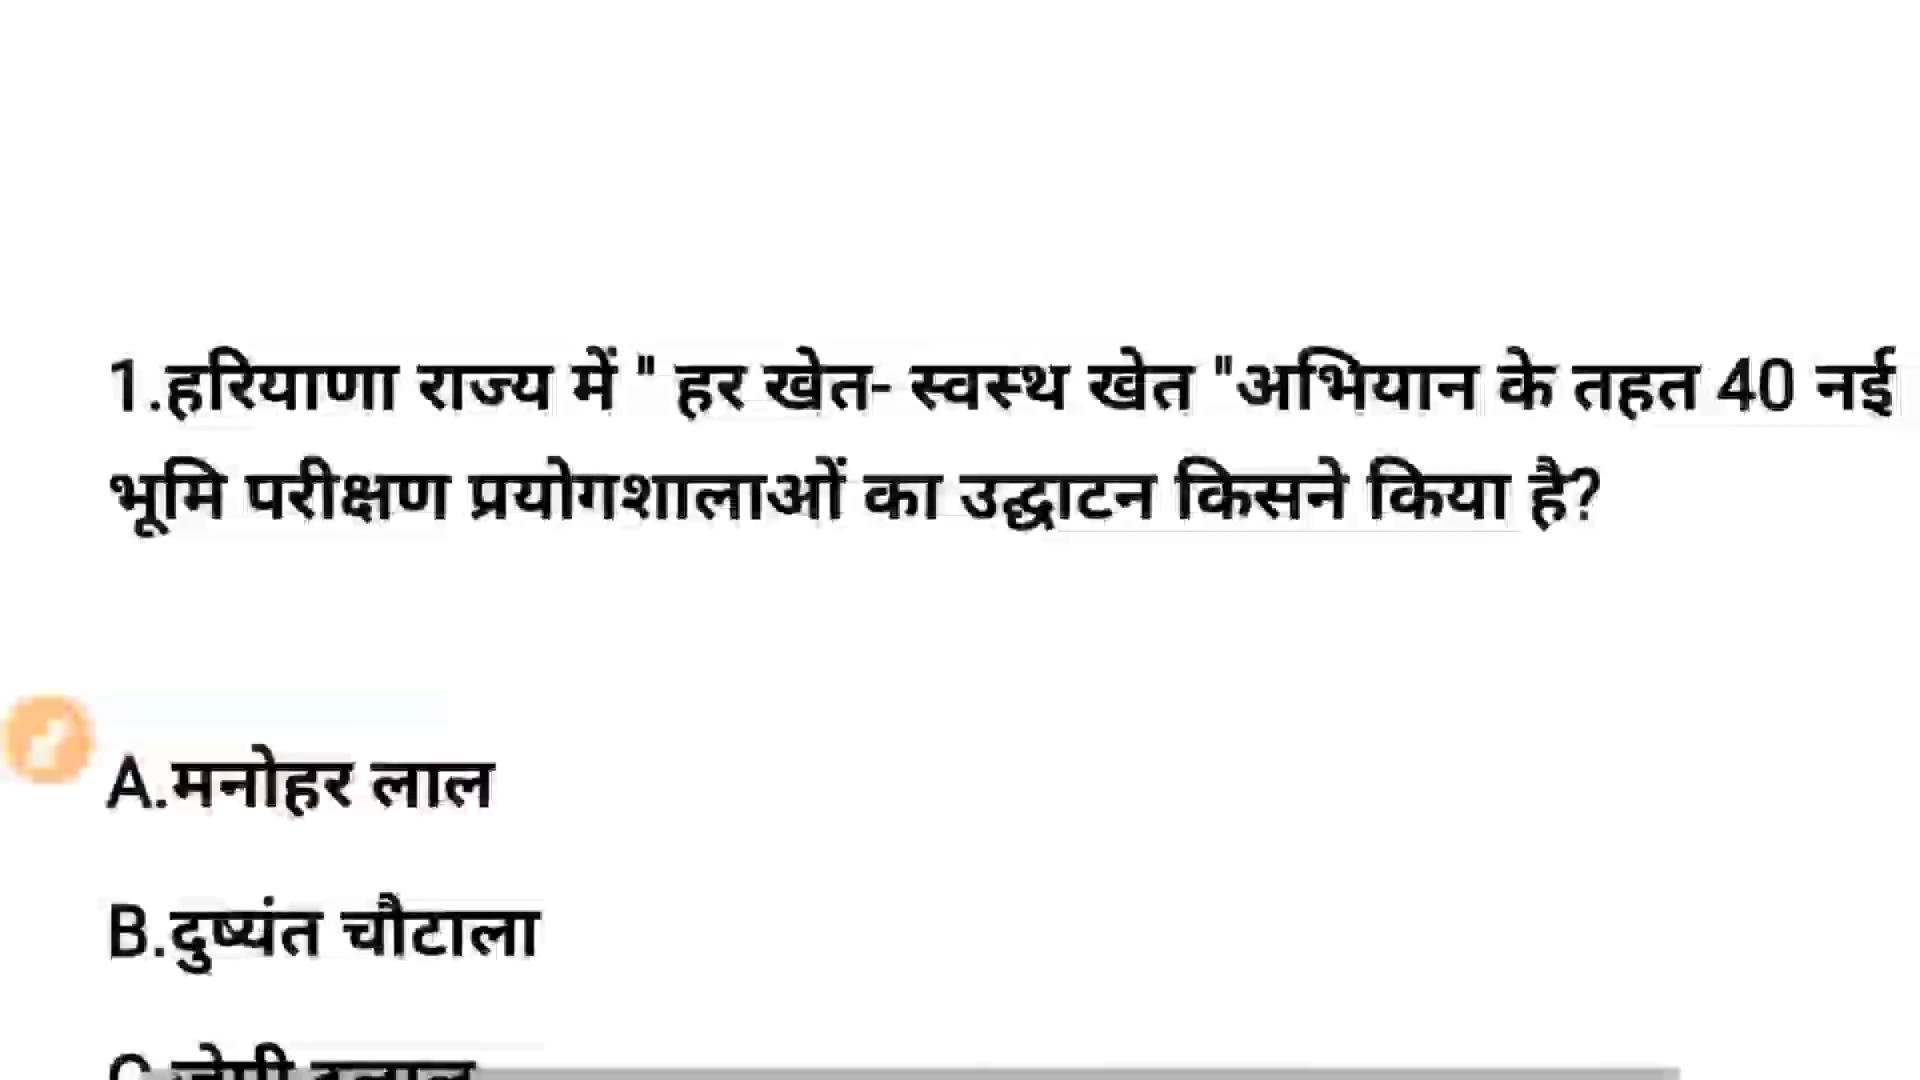 1.हरियाणा राज्य में " हर खेत- स्वस्थ खेत "अभियान के तहत 40 नई
भूमि परीक्षण प्रयोगशालाओं का उद्घाटन किसने किया है?
A.मनोहर लाल
B.दुष्यंत चौटाला